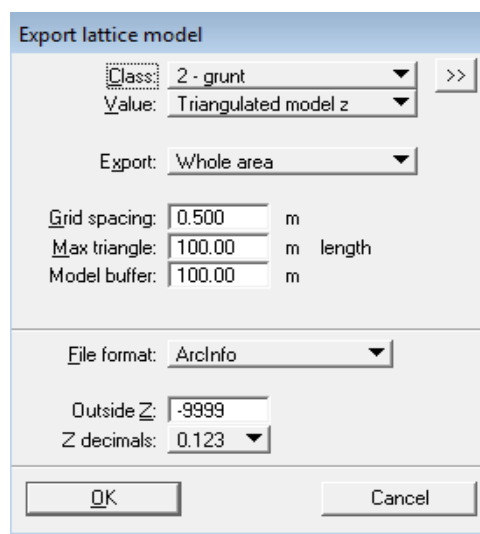 Export lattice model
Class: 2 - grunt >>
Value: Triangulated model z
Export: Whole area
Grid spacing: 0.500 m
Max triangle: 100.00 m length
Model buffer: 100.00 m
File format: ArcInfo
Outside Z: -9999
Z decimals: 0.123
OK Cancel